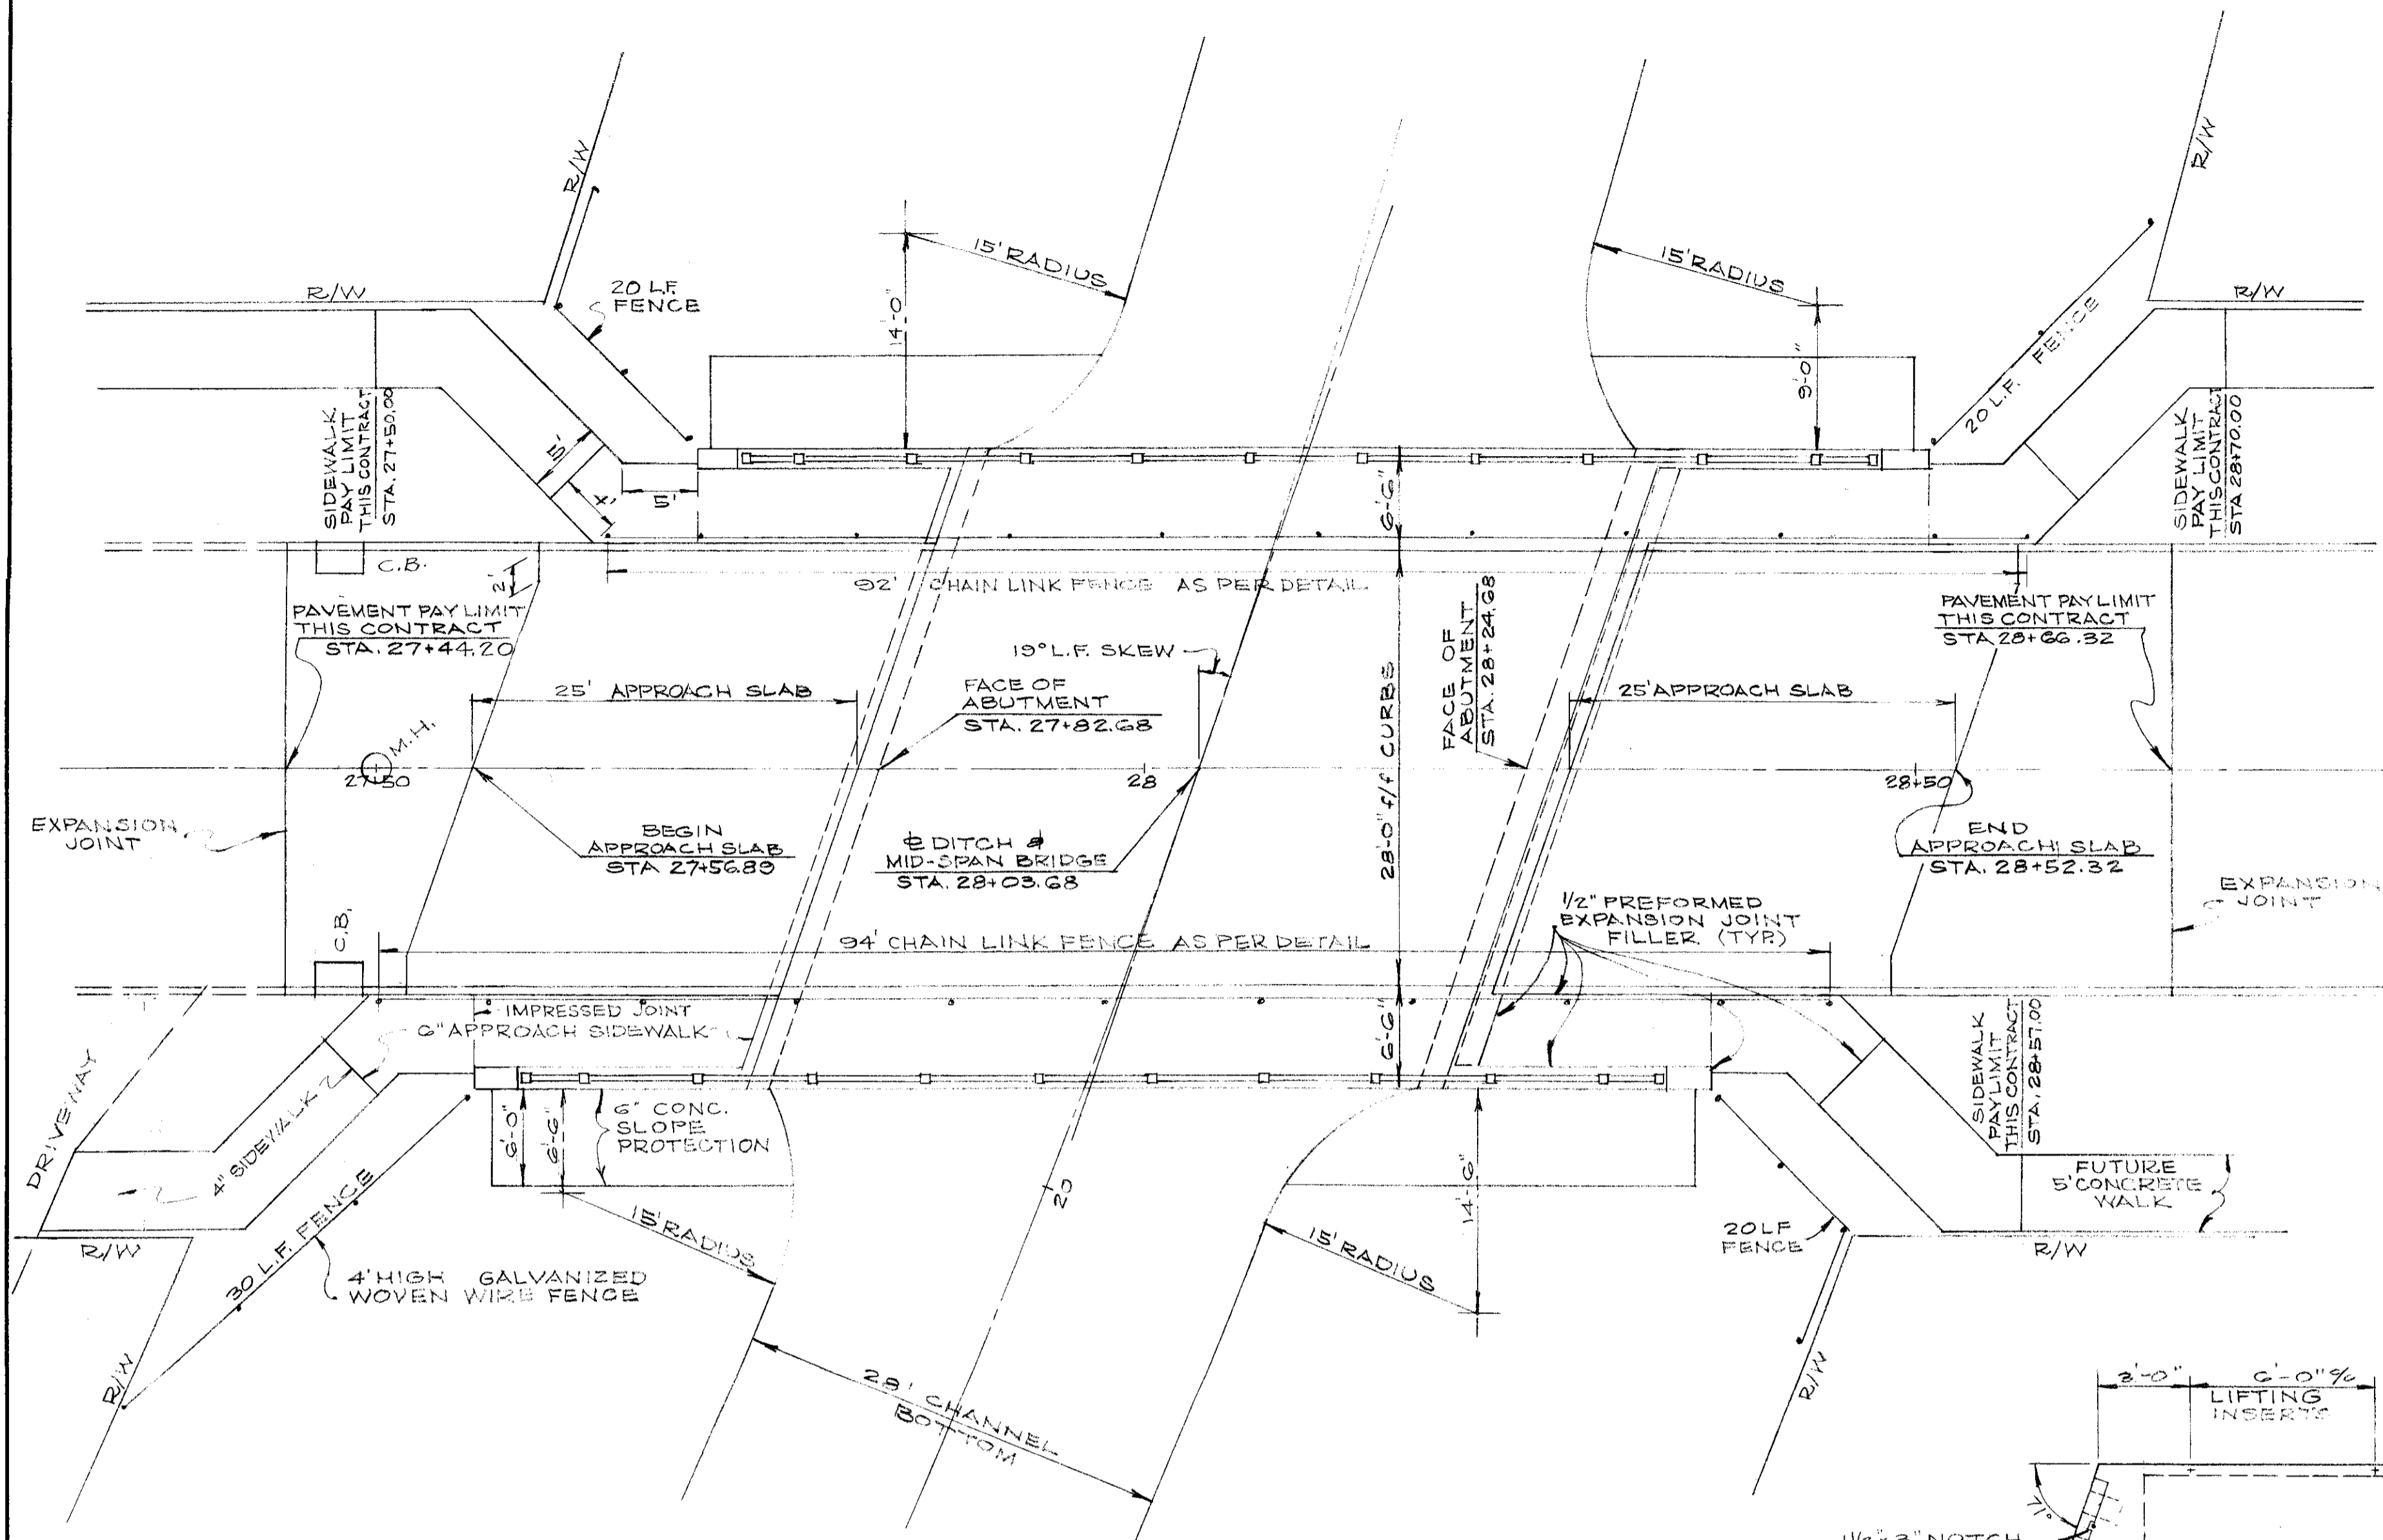 R/W
R/W
20 L.F.
FENCE
15' RADIUS
14'-0"
15' RADIUS
9'-0"
R/W
R/W
20 L.F. FENCE
SIDEWALK
PAY LIMIT
THIS CONTRACT
STA. 27+50.00
5'
4'
5'
6'-6"
SIDEWALK
PAY LIMIT
THIS CONTRACT
STA 28+70.00
C.B.
2'
92' CHAIN LINK FENCE AS PER DETAIL
PAVEMENT PAY LIMIT
THIS CONTRACT
STA. 27+44.20
19° L.F. SKEW
FACE OF
ABUTMENT
STA. 28+24.68
PAVEMENT PAY LIMIT
THIS CONTRACT
STA 28+66.32
25' APPROACH SLAB
FACE OF
ABUTMENT
STA. 27+82.68
28'-0" f/f CURBS
25' APPROACH SLAB
M.H.
27+50
28
28+50
EXPANSION
JOINT
BEGIN
APPROACH SLAB
STA 27+56.89
℄ DITCH &
MID-SPAN BRIDGE
STA. 28+03.68
END
APPROACH SLAB
STA. 28+52.32
EXPANSION
JOINT
C.B.
94' CHAIN LINK FENCE AS PER DETAIL
1/2" PREFORMED
EXPANSION JOINT
FILLER (TYP.)
IMPRESSED JOINT
6" APPROACH SIDEWALK
6'-6"
SIDEWALK
PAY LIMIT
THIS CONTRACT
STA. 28+57.00
DRIVEWAY
4" SIDEWALK
6'-0"
6'-6"
6" CONC.
SLOPE
PROTECTION
14'-6"
FUTURE
5' CONCRETE
WALK
20
R/W
30 L.F. FENCE
15' RADIUS
15' RADIUS
20 LF
FENCE
R/W
4' HIGH GALVANIZED
WOVEN WIRE FENCE
R/W
28' CHANNEL
BOTTOM
R/W
3'-0"
6'-0" %
LIFTING
INSERTS
71°
1 1/2" x 3" NOTCH